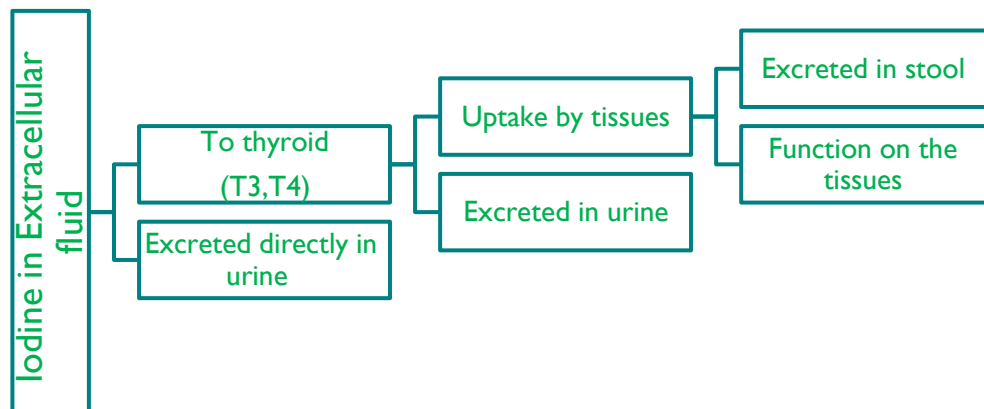 Iodine in Extracellular
fluid
To thyroid
(T3,T4)
Excreted directly in
urine
Uptake by tissues
Excreted in urine
Excreted in stool
Function on the
tissues